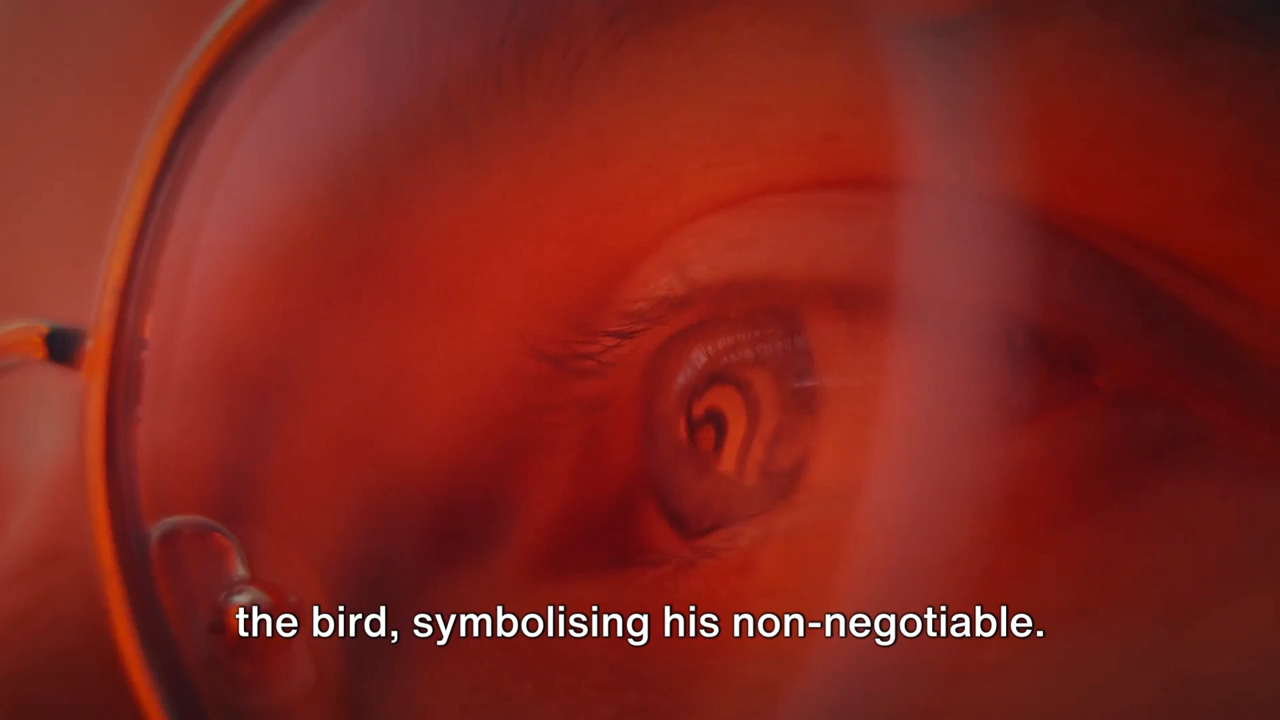 the bird, symbolising his non-negotiable.